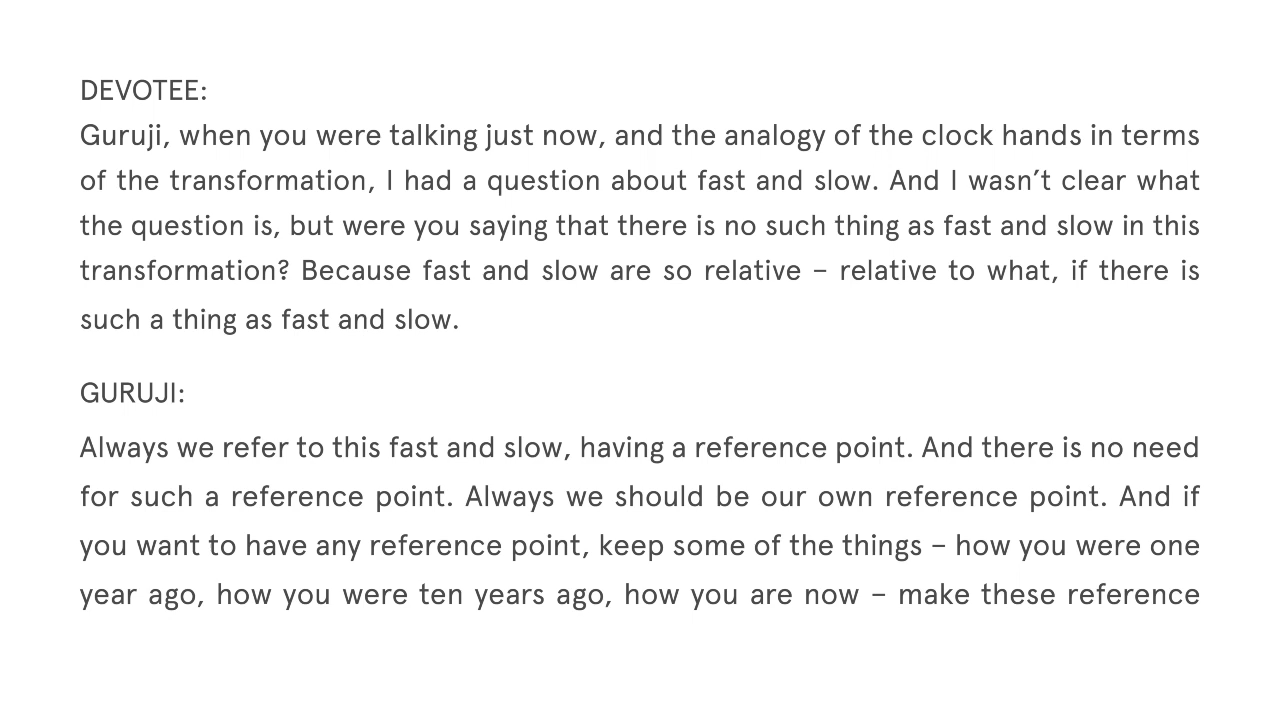 DEVOTEE:
Guruji, when you were talking just now, and the analogy of the clock hands in terms
of the transformation, I had a question about fast and slow. And I wasn’t clear what
the question is, but were you saying that there is no such thing as fast and slow in this
transformation? Because fast and slow are so relative – relative to what, if there is
such a thing as fast and slow.
GURUJI:
Always we refer to this fast and slow, having a reference point. And there is no need
for such a reference point. Always we should be our own reference point. And if
you want to have any reference point, keep some of the things – how you were one
year ago, how you were ten years ago, how you are now – make these reference